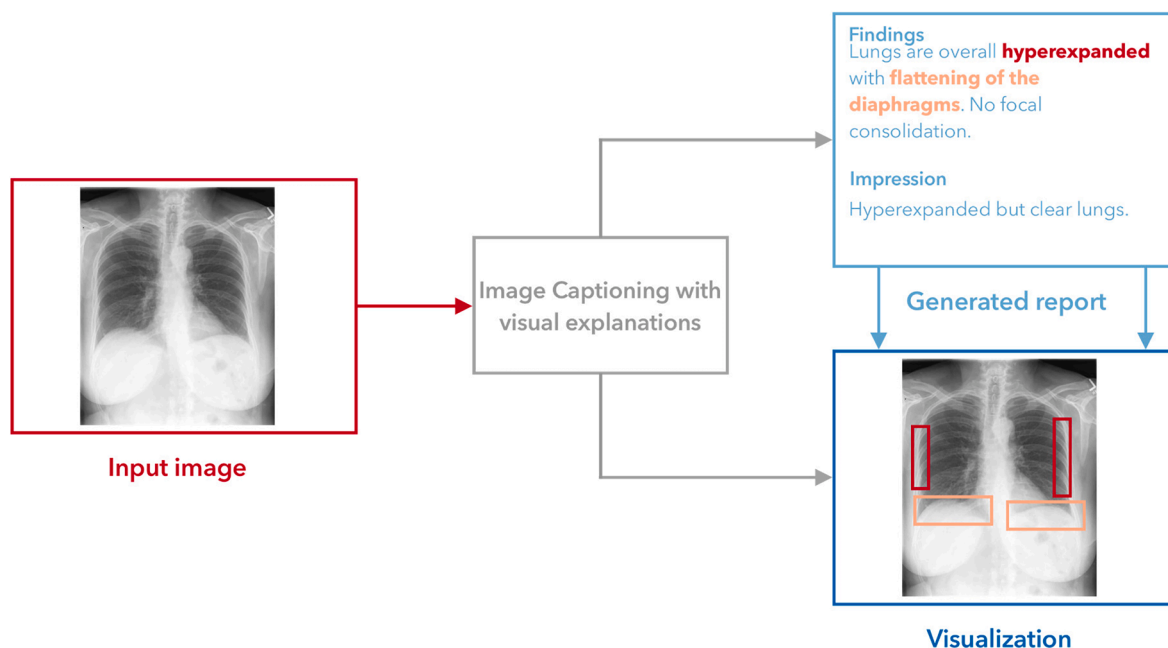 Findings
Lungs are overall hyperexpanded
with flattening of the
diaphragms. No focal
consolidation.
Impression
Hyperexpanded but clear lungs.
Image Captioning with
visual explanations
Generated report
Input image
Visualization